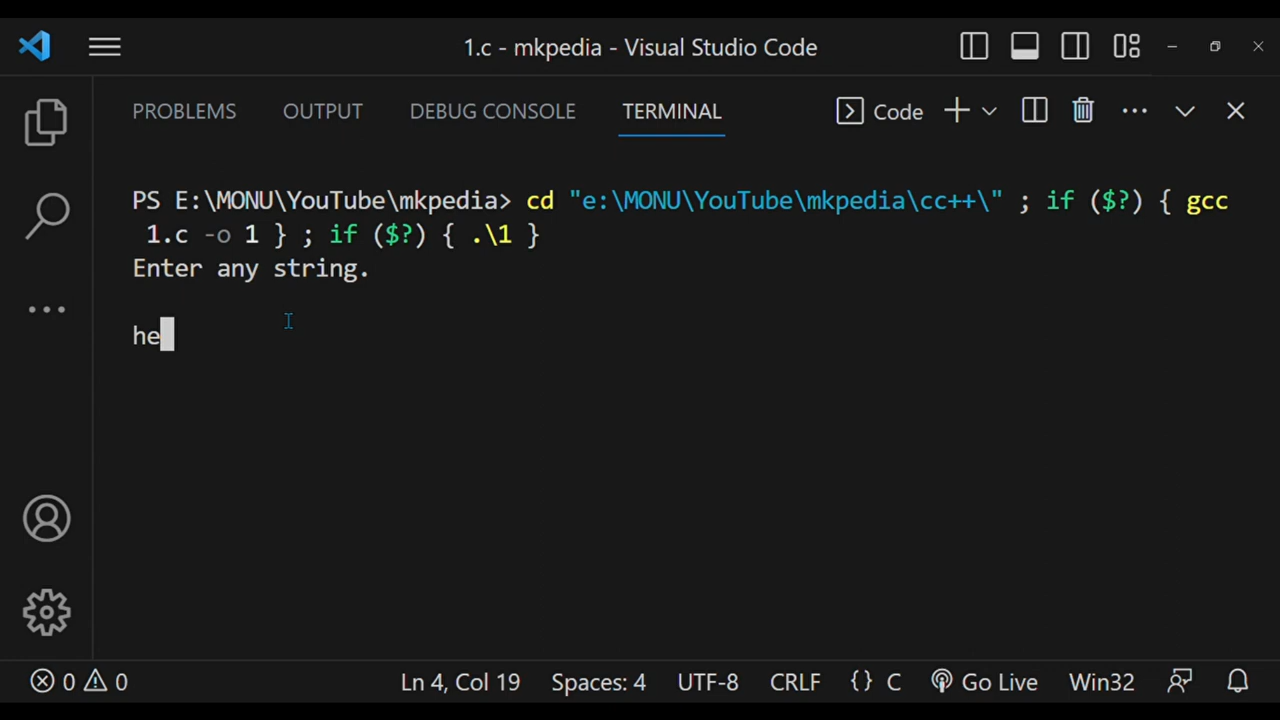 1.c - mkpedia - Visual Studio Code
PROBLEMS OUTPUT DEBUG CONSOLE TERMINAL Code
PS E:\MONU\YouTube\mkpedia> cd "e:\MONU\YouTube\mkpedia\cc++\" ; if ($?) { gcc
1.c -o 1 } ; if ($?) { .\1 }
Enter any string.
he
0 0 Ln 4, Col 19 Spaces: 4 UTF-8 CRLF {} C Go Live Win32